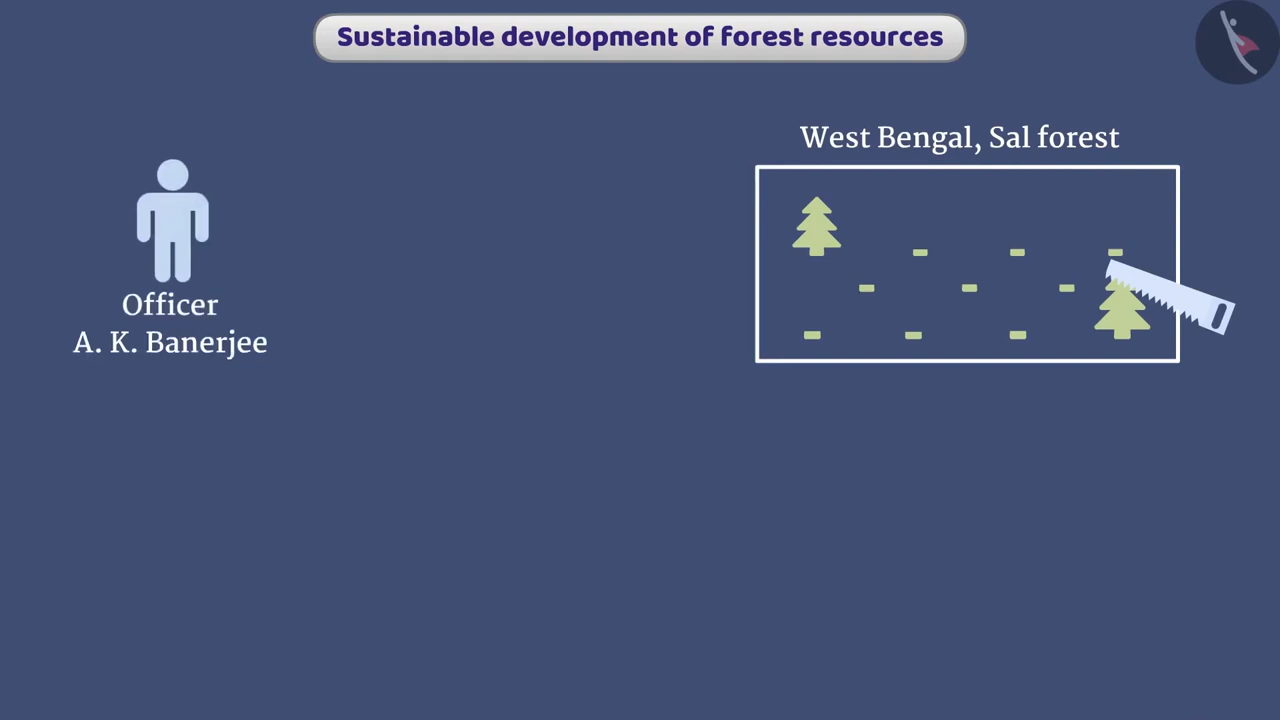 Sustainable development of forest resources
West Bengal, Sal forest
Officer
A. K. Banerjee